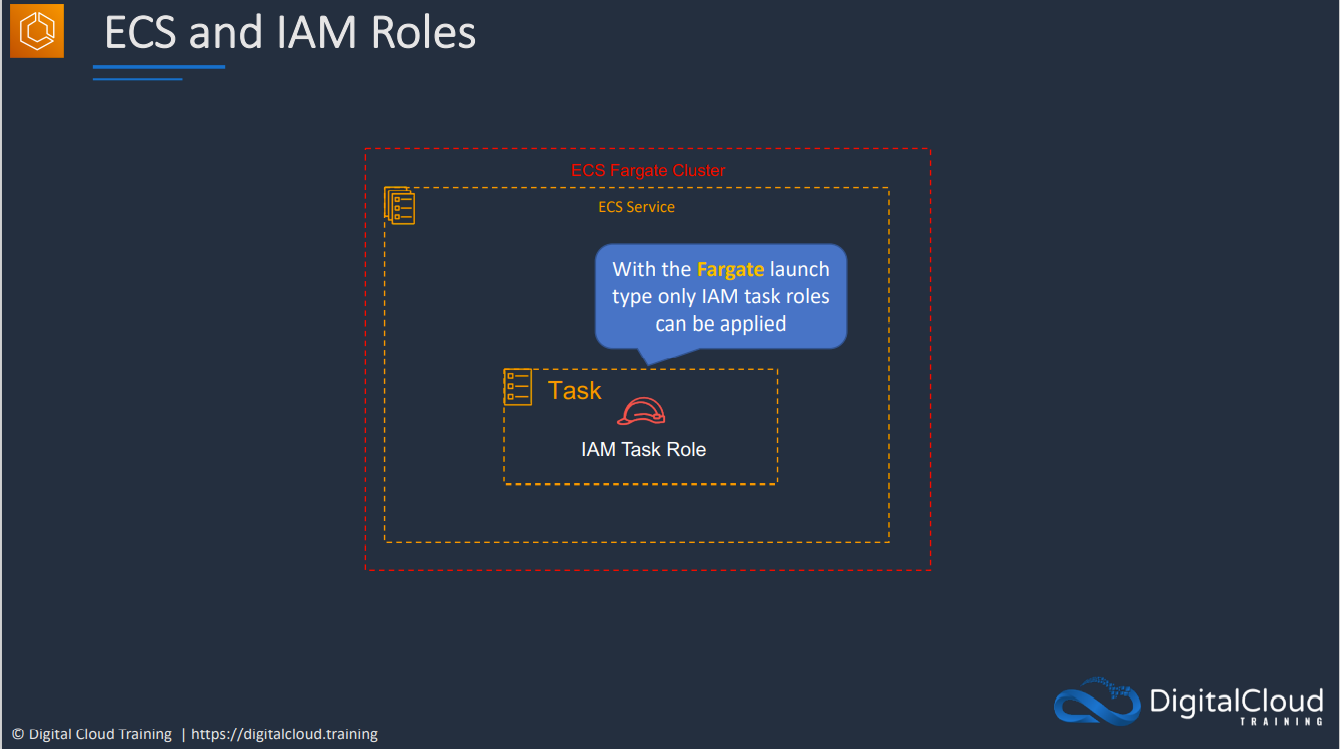 ECS and IAM Roles
ECS Fargate Cluster
ECS Service
With the Fargate launch
type only IAM task roles
can be applied
Task
IAM Task Role
DigitalCloud
TRAINING
© Digital Cloud Training | https://digitalcloud.training